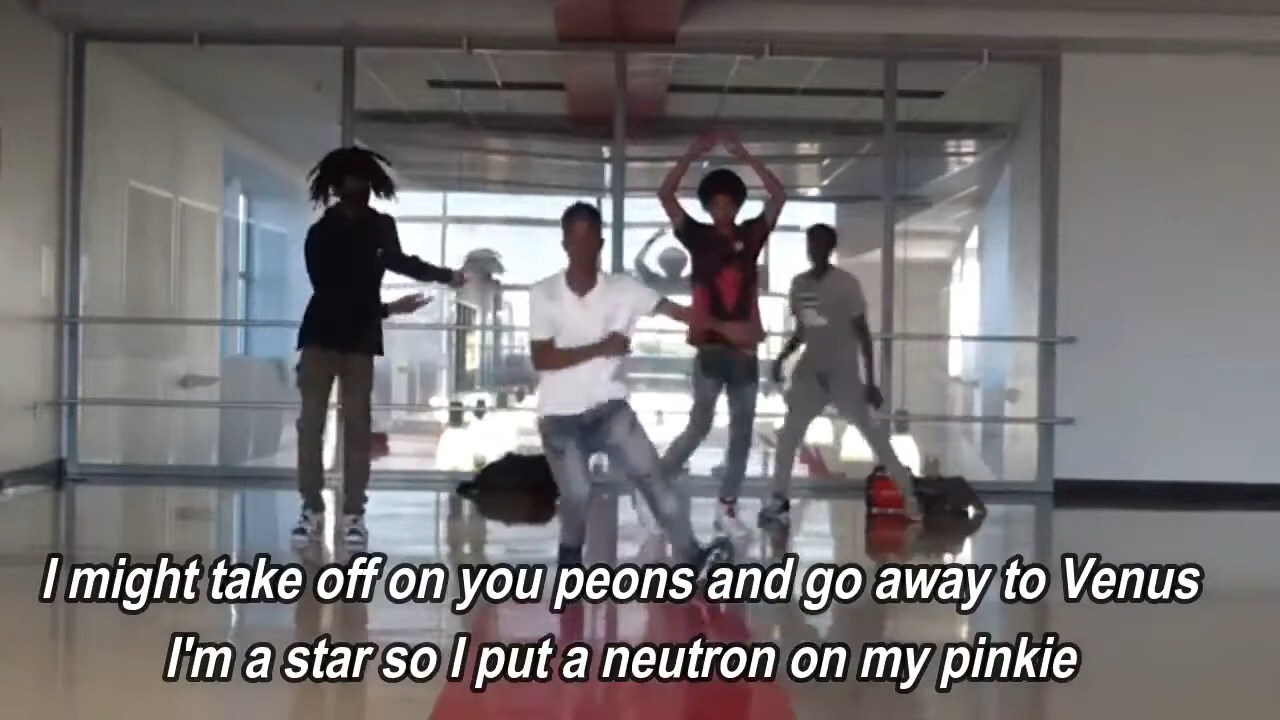 I might take off on you peons and go away to Venus
I'm a star so I put a neutron on my pinkie